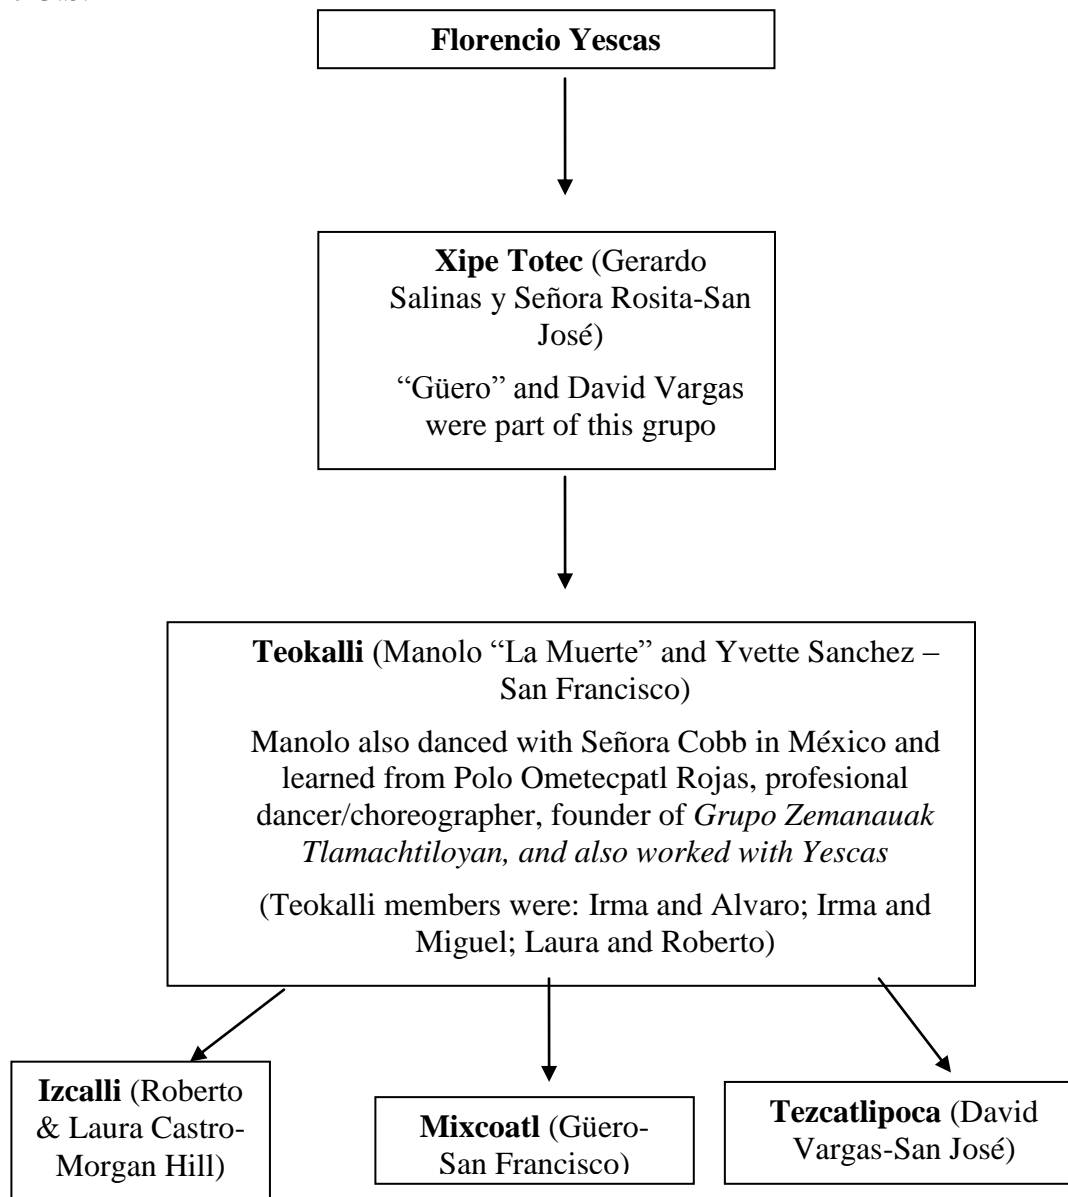 Florencio Yescas
Xipe Totec (Gerardo
Salinas y Señora Rosita-San
José)
“Güero” and David Vargas
were part of this grupo
Teokalli (Manolo “La Muerte” and Yvette Sanchez –
San Francisco)
Manolo also danced with Señora Cobb in México and
learned from Polo Ometecpatl Rojas, profesional
dancer/choreographer, founder of Grupo Zemanauak
Tlamachtiloyan, and also worked with Yescas
(Teokalli members were: Irma and Alvaro; Irma and
Miguel; Laura and Roberto)
Izcalli (Roberto
& Laura Castro-
Morgan Hill)
Mixcoatl (Güero-
San Francisco)
Tezcatlipoca (David
Vargas-San José)